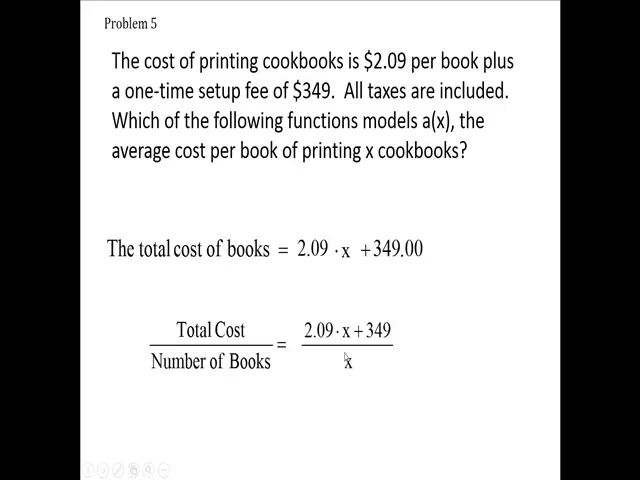 Problem 5
The cost of printing cookbooks is $2.09 per book plus
a one-time setup fee of $349. All taxes are included.
Which of the following functions models a(x), the
average cost per book of printing x cookbooks?
The total cost of books = 2.09 · x + 349.00
Total Cost
Number of Books
=
2.09 · x + 349
x